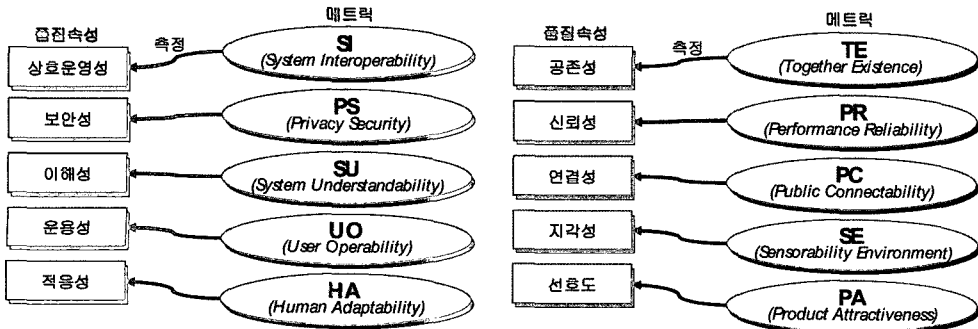 메트릭
품질속성
측정
상호운영성
SI
(System Interoperability)
보안성
PS
(Privacy Security)
이해성
SU
(System Understandability)
운용성
UO
(User Operability)
적응성
HA
(Human Adaptability)
메트릭
품질속성
측정
공존성
TE
(Together Existence)
신뢰성
PR
(Performance Reliability)
연결성
PC
(Public Connectability)
지각성
SE
(Sensorability Environment)
선호도
PA
(Product Attractiveness)